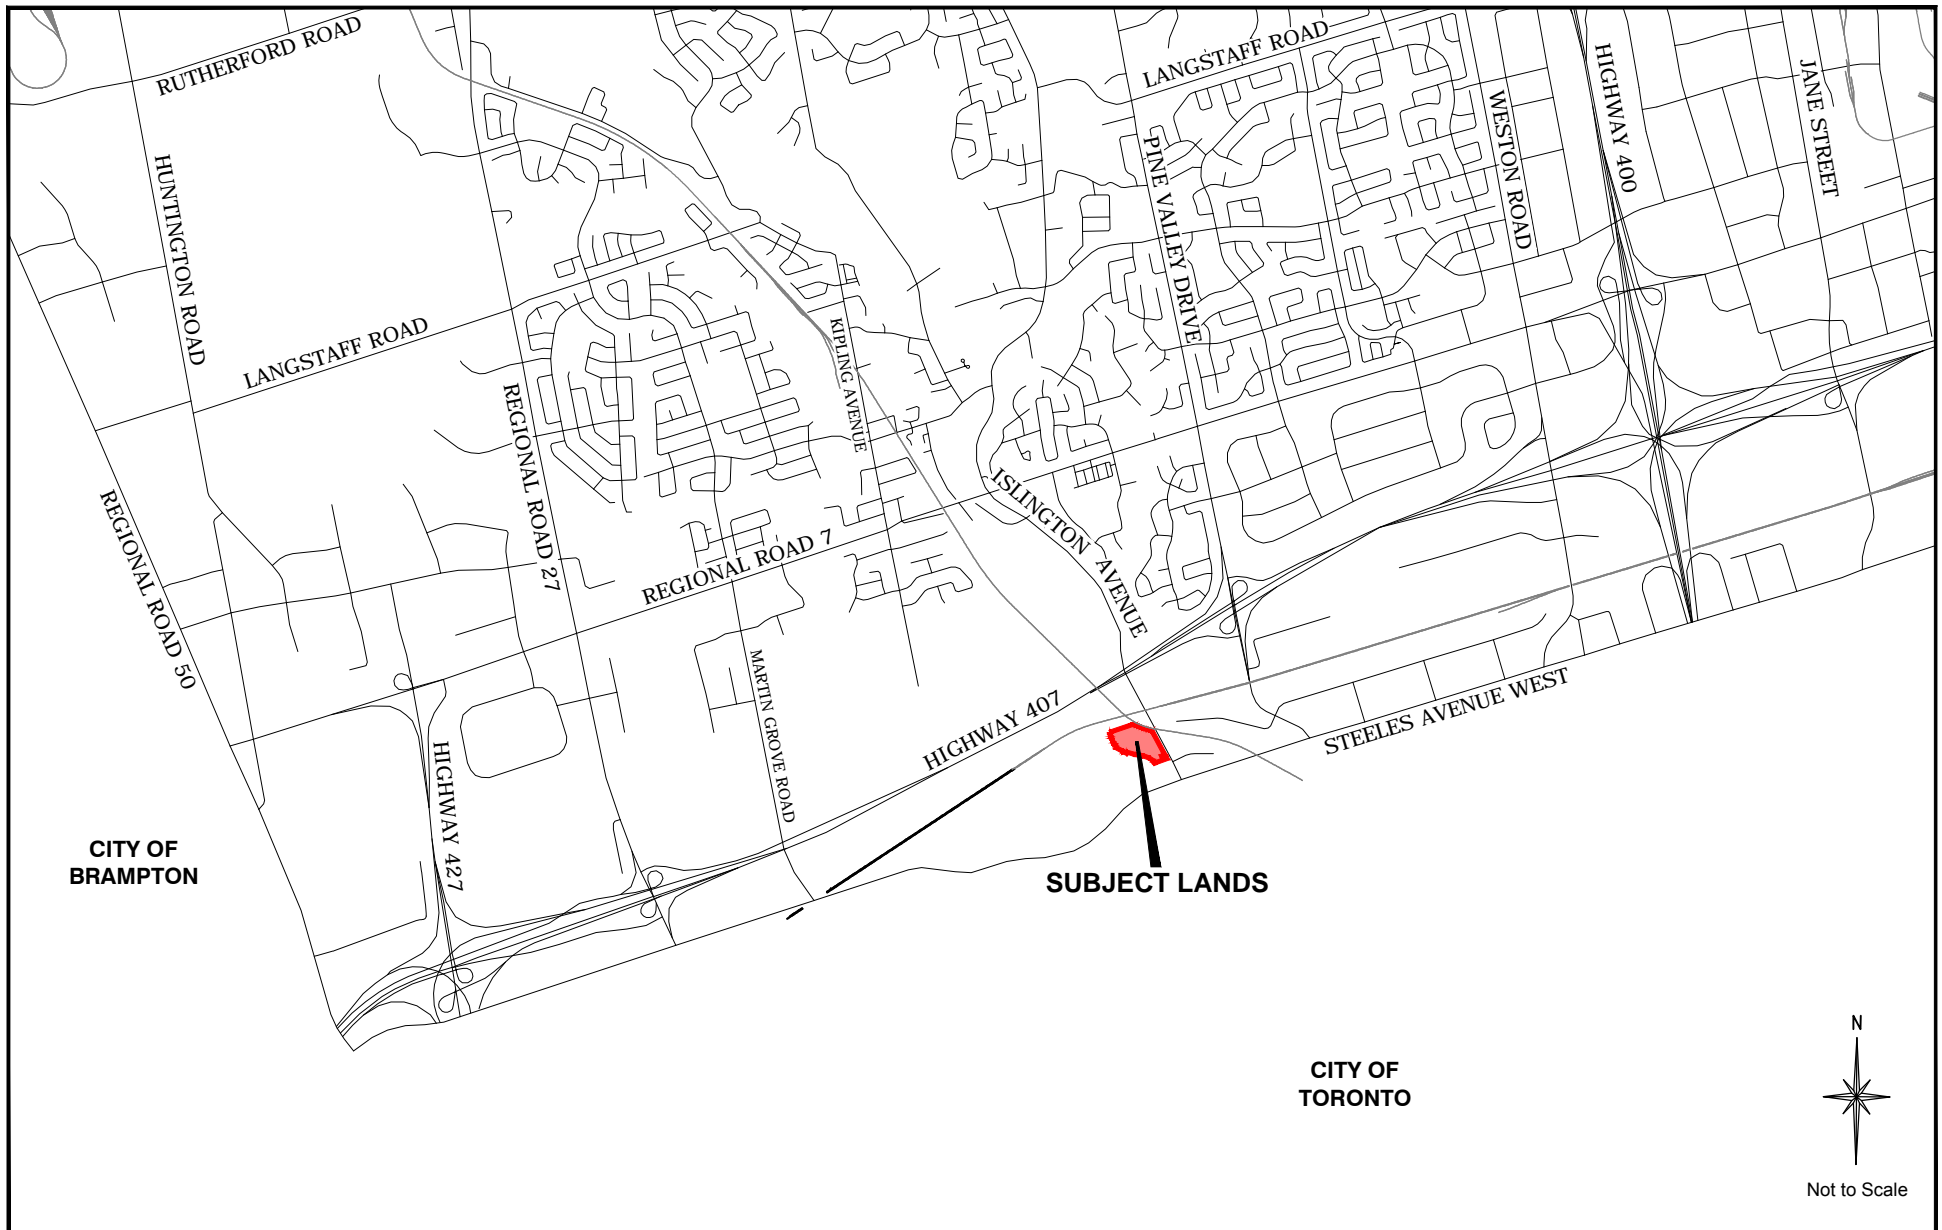 RUTHERFORD ROAD
LANGSTAFF ROAD
HIGHWAY 400
JANE STREET
WESTON ROAD
PINE VALLEY DRIVE
HUNTINGTON ROAD
LANGSTAFF ROAD
KIPLING AVENUE
REGIONAL ROAD 27
REGIONAL ROAD 50
ISLINGTON AVENUE
REGIONAL ROAD 7
MARTIN GROVE ROAD
HIGHWAY 407
STEELES AVENUE WEST
HIGHWAY 427
CITY OF
BRAMPTON
SUBJECT LANDS
CITY OF
TORONTO
N
Not to Scale